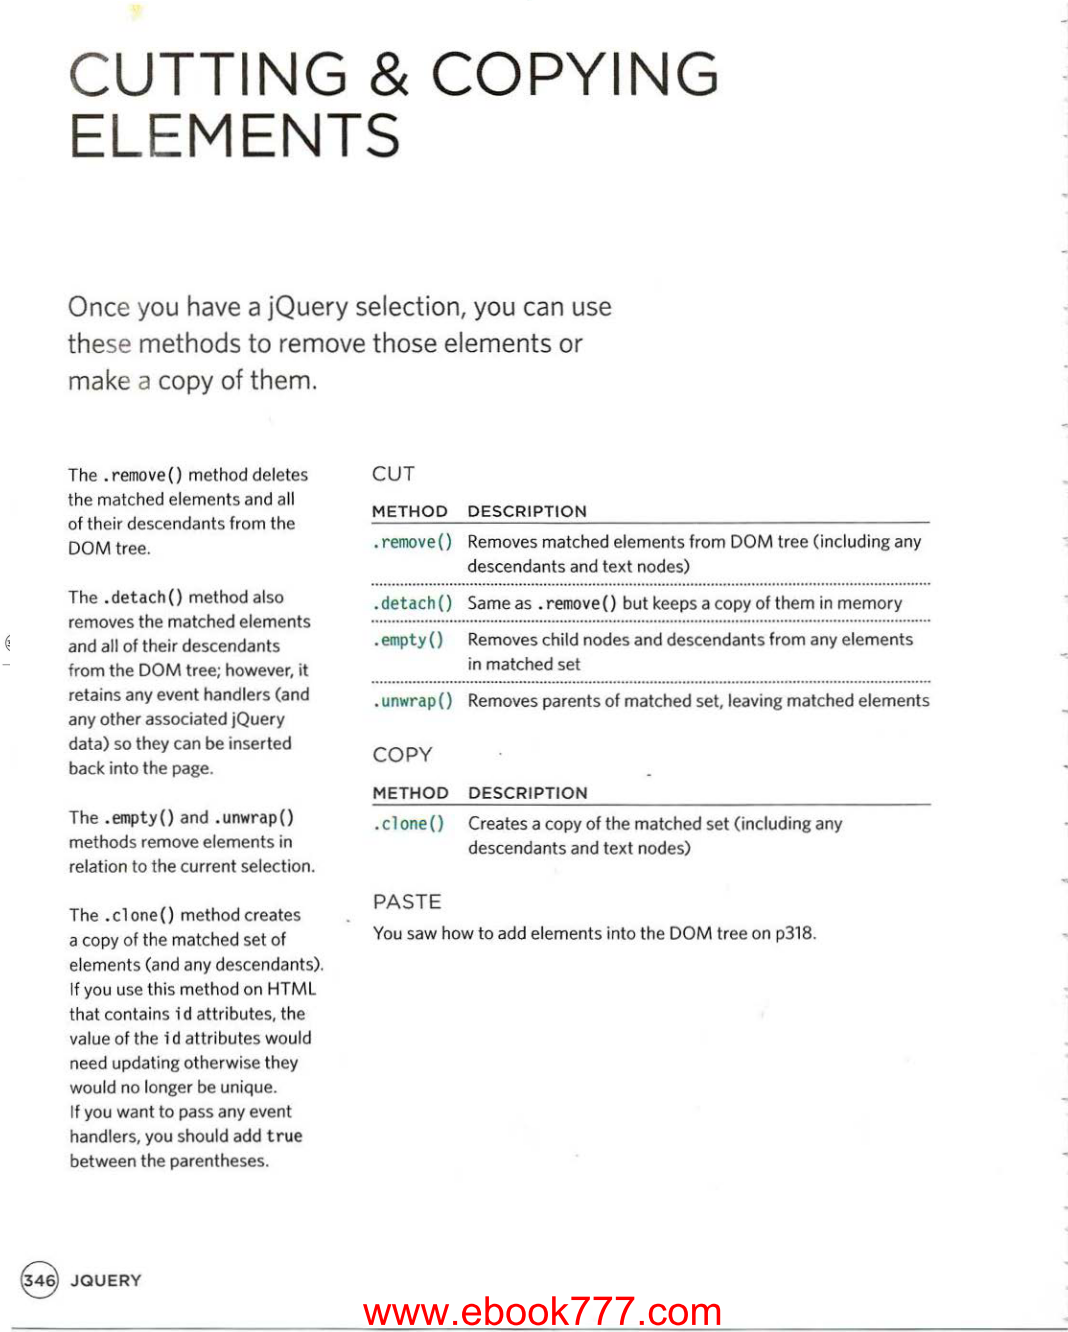 CUTTING & COPYING
ELEMENTS
Once you have a jQuery selection, you can use
these methods to remove those elements or
make a copy of them.
The .remove() method deletes
the matched elements and all
of their descendants from the
DOM tree.
The .detach() method also
removes the matched elements
and all of their descendants
from the DOM tree; however, it
retains any event handlers (and
any other associated jQuery
data) so they can be inserted
back into the page.
The .empty() and .unwrap()
methods remove elements in
relation to the current selection.
The .clone() method creates
a copy of the matched set of
elements (and any descendants).
If you use this method on HTML
that contains id attributes, the
value of the id attributes would
need updating otherwise they
would no longer be unique.
If you want to pass any event
handlers, you should add true
between the parentheses.
CUT
METHOD DESCRIPTION
.remove() Removes matched elements from DOM tree (including any
descendants and text nodes)
.detach() Same as .remove() but keeps a copy of them in memory
.empty() Removes child nodes and descendants from any elements
in matched set
.unwrap() Removes parents of matched set, leaving matched elements
COPY
METHOD DESCRIPTION
.clone() Creates a copy of the matched set (including any
descendants and text nodes)
PASTE
You saw how to add elements into the DOM tree on p318.
346 JQUERY
www.ebook777.com